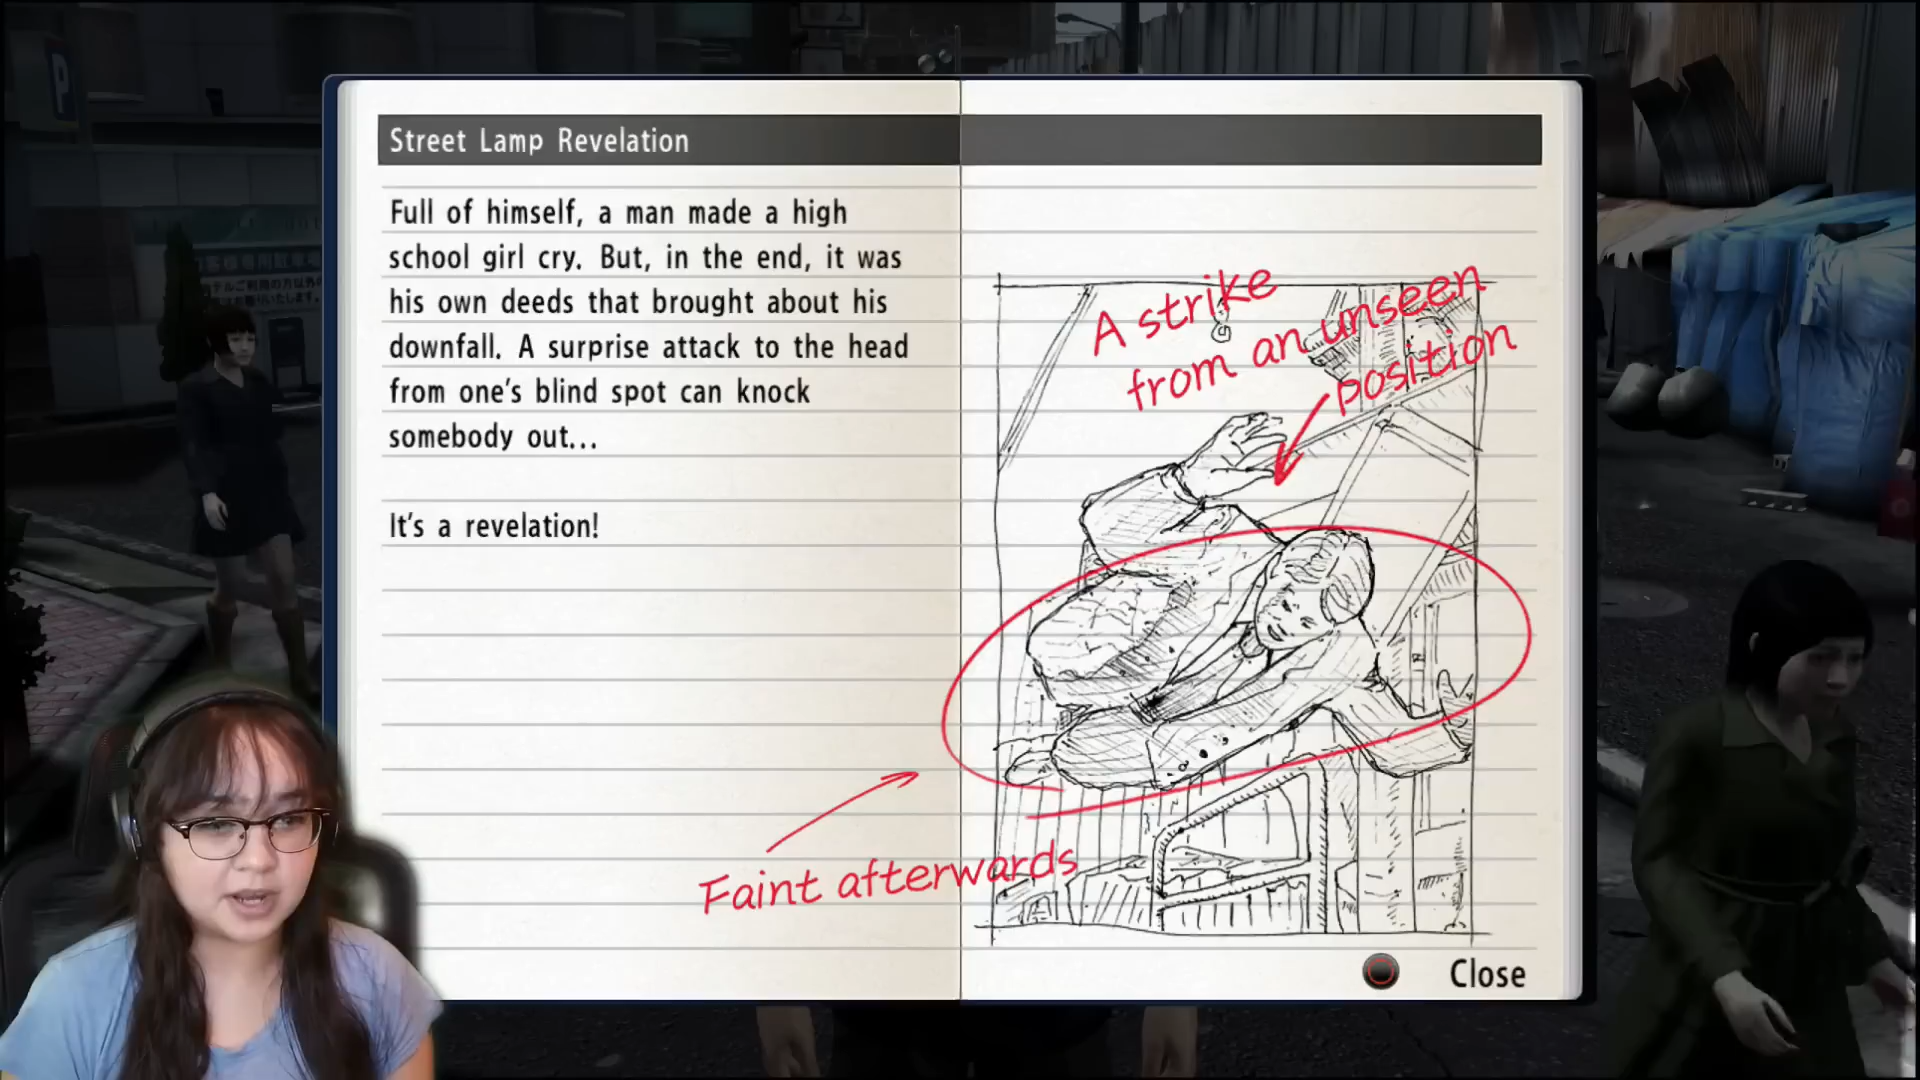 Street Lamp Revelation
Full of himself, a man made a high
school girl cry. But, in the end, it was
his own deeds that brought about his
downfall. A surprise attack to the head
from one's blind spot can knock
somebody out...
It's a revelation!
A strike
from an unseen
position
Faint afterwards
Close
P